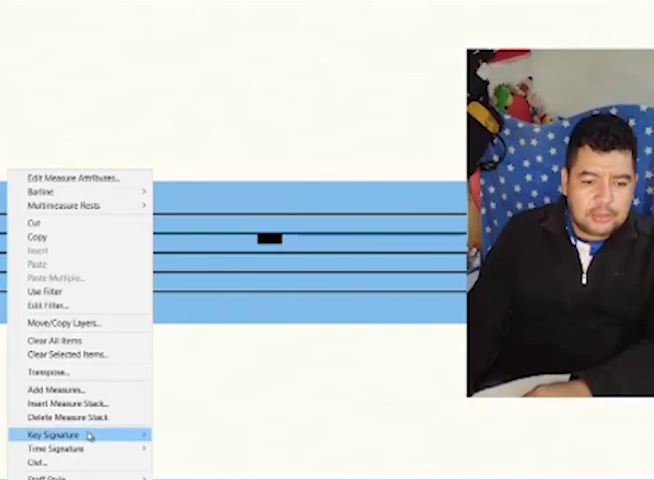 Edit Measure Attributes...
Barline
Multimeasure Rests
Cut
Copy
Insert
Paste
Paste Multiple...
Use Filter
Edit Filter...
Move/Copy Layers...
Clear All Items
Clear Selected Items...
Transpose...
Add Measures...
Insert Measure Stack...
Delete Measure Stack
Key Signature
Time Signature
Clef...
Staff Style